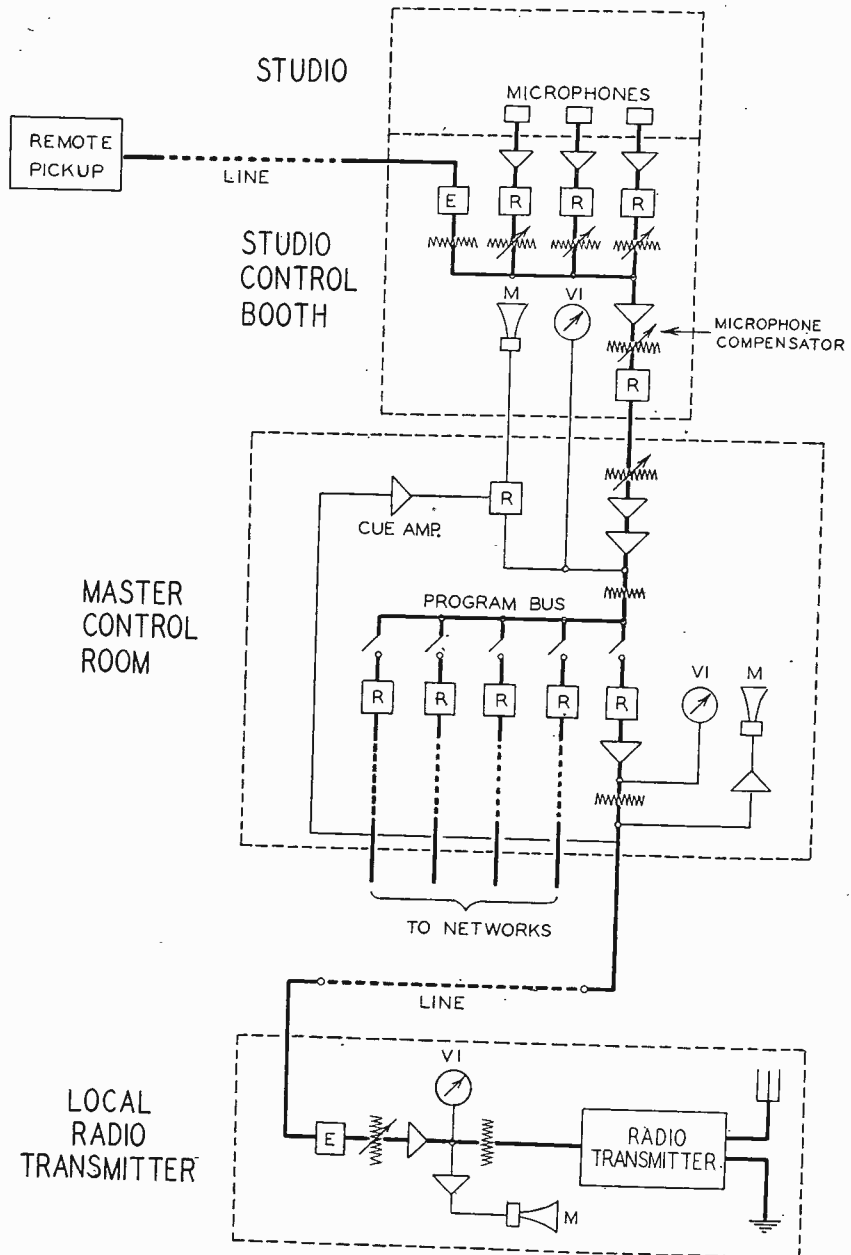 STUDIO
MICROPHONES
REMOTE
PICKUP
LINE
E
R
R
R
STUDIO
CONTROL
BOOTH
M
VI
MICROPHONE
COMPENSATOR
R
R
CUE AMP.
MASTER
CONTROL
ROOM
PROGRAM BUS
R
R
R
R
R
VI
M
TO NETWORKS
LINE
LOCAL
RADIO
TRANSMITTER
VI
E
RADIO
TRANSMITTER
M